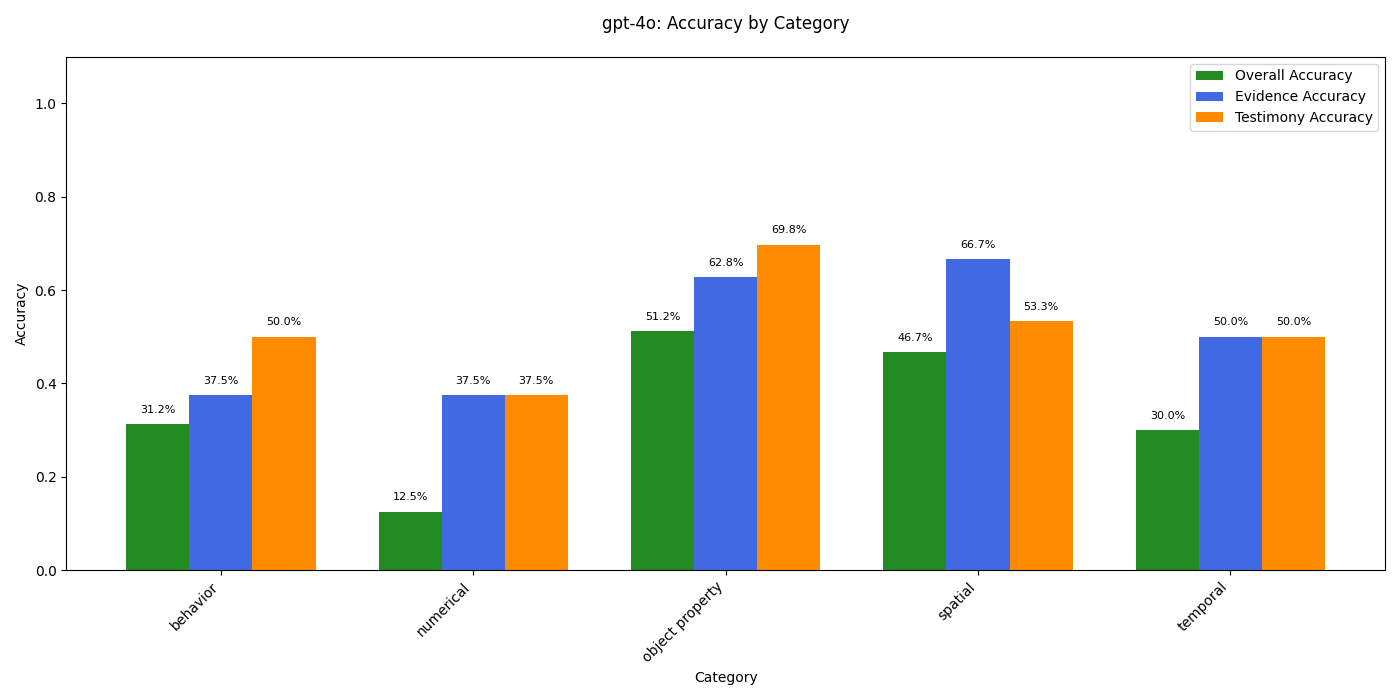 gpt-4o: Accuracy by Category
Overall Accuracy
Evidence Accuracy
Testimony Accuracy
Accuracy
1.0
0.8
0.6
0.4
0.2
0.0
31.2%
37.5%
50.0%
12.5%
37.5%
37.5%
51.2%
62.8%
69.8%
46.7%
66.7%
53.3%
30.0%
50.0%
50.0%
behavior
numerical
object property
spatial
temporal
Category